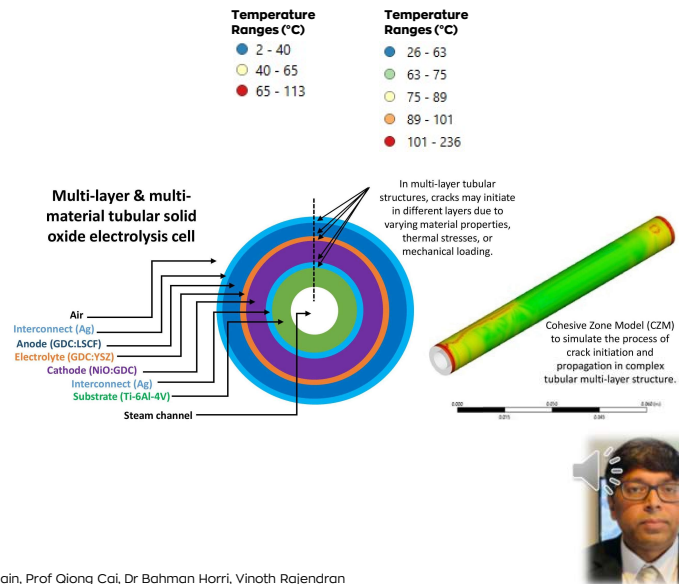 Temperature
Ranges (°C)
2 - 40
40 - 65
65 - 113
Temperature
Ranges (°C)
26 - 63
63 - 75
75 - 89
89 - 101
101 - 236
Multi-layer & multi-
material tubular solid
oxide electrolysis cell
In multi-layer tubular
structures, cracks may initiate
in different layers due to
varying material properties,
thermal stresses, or
mechanical loading.
Air
Interconnect (Ag)
Anode (GDC:LSCF)
Electrolyte (GDC:YSZ)
Cathode (NiO:GDC)
Interconnect (Ag)
Substrate (Ti-6Al-4V)
Steam channel
Cohesive Zone Model (CZM)
to simulate the process of
crack initiation and
propagation in complex
tubular multi-layer structure.
0.000
0.015
0.030
0.045
0.060 (m)
ain, Prof Qiong Cai, Dr Bahman Horri, Vinoth Rajendran